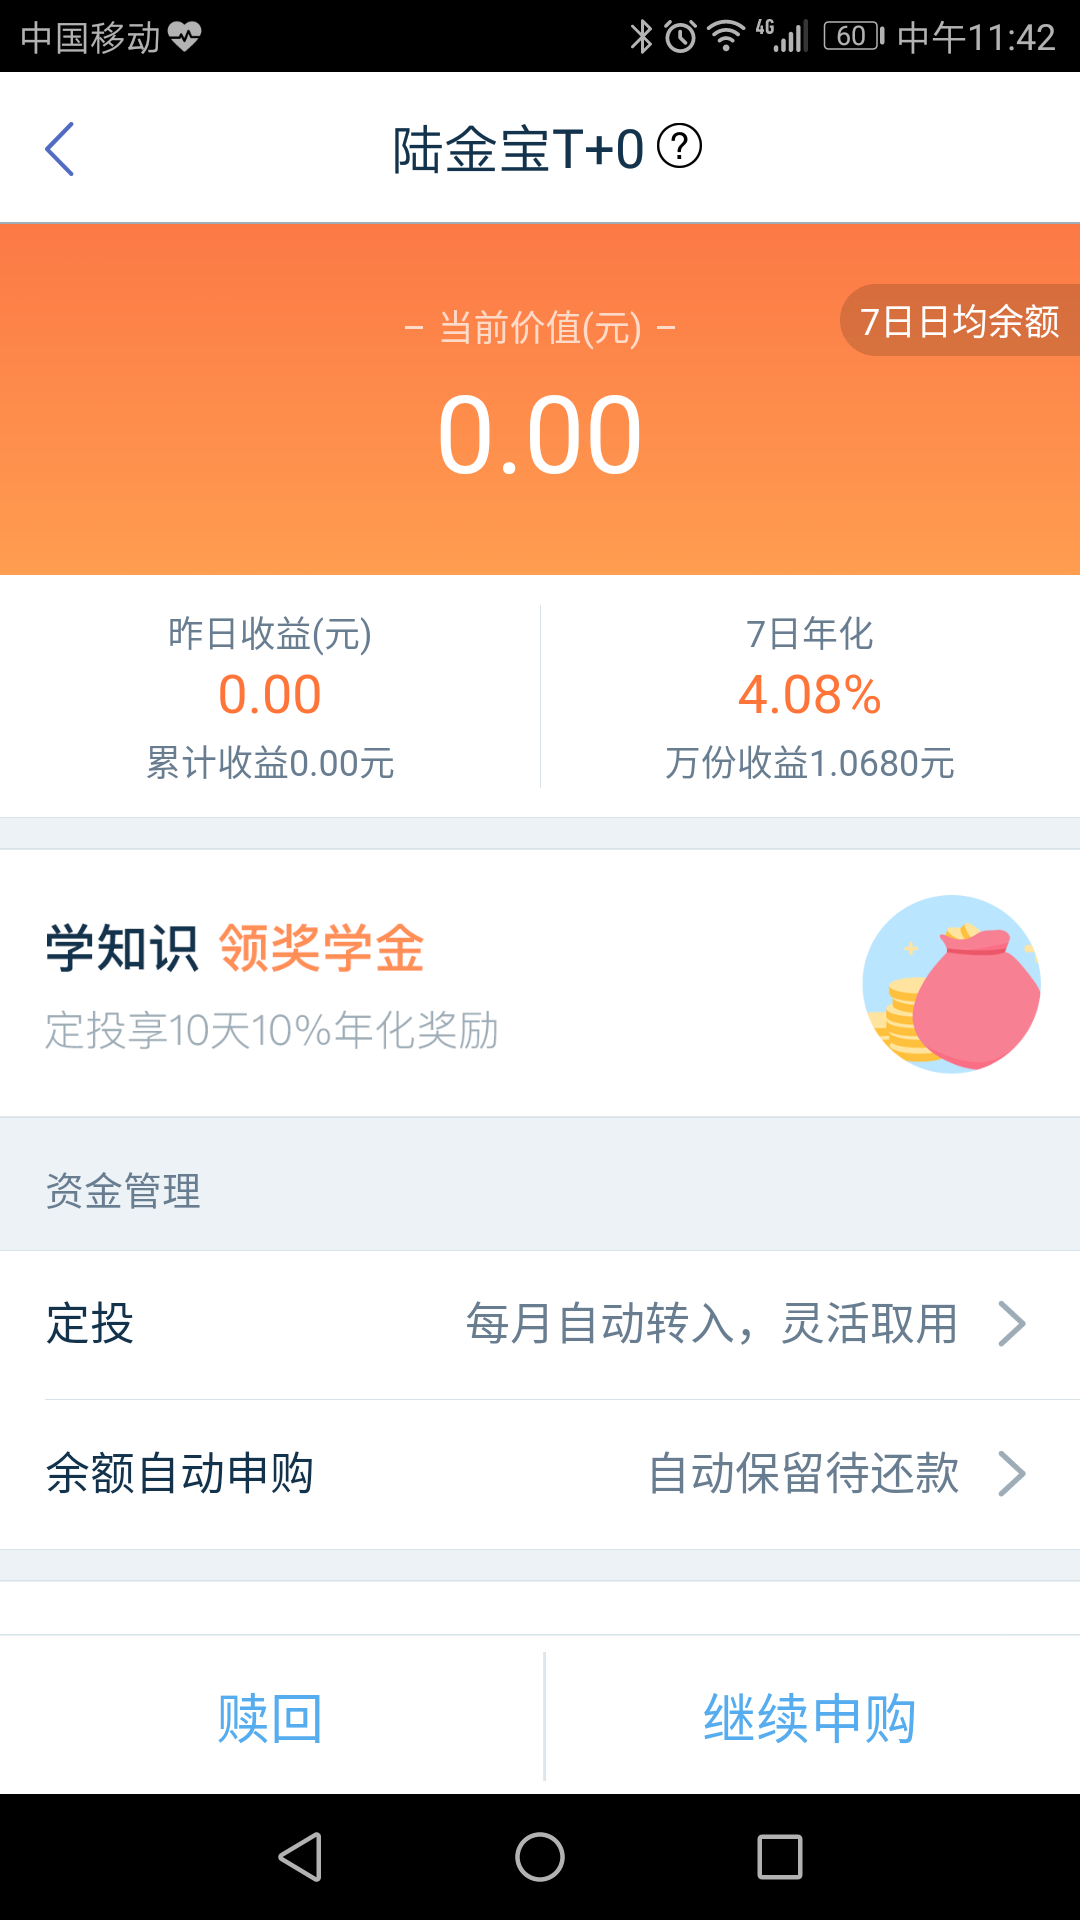 中国移动 4G 60 中午11:42
陆金宝T+0 ?
- 当前价值(元) -
7日日均余额
0.00
昨日收益(元)
0.00
累计收益0.00元
7日年化
4.08%
万份收益1.0680元
学知识 领奖学金
定投享10天10%年化奖励
资金管理
定投 每月自动转入，灵活取用
余额自动申购 自动保留待还款
赎回 继续申购